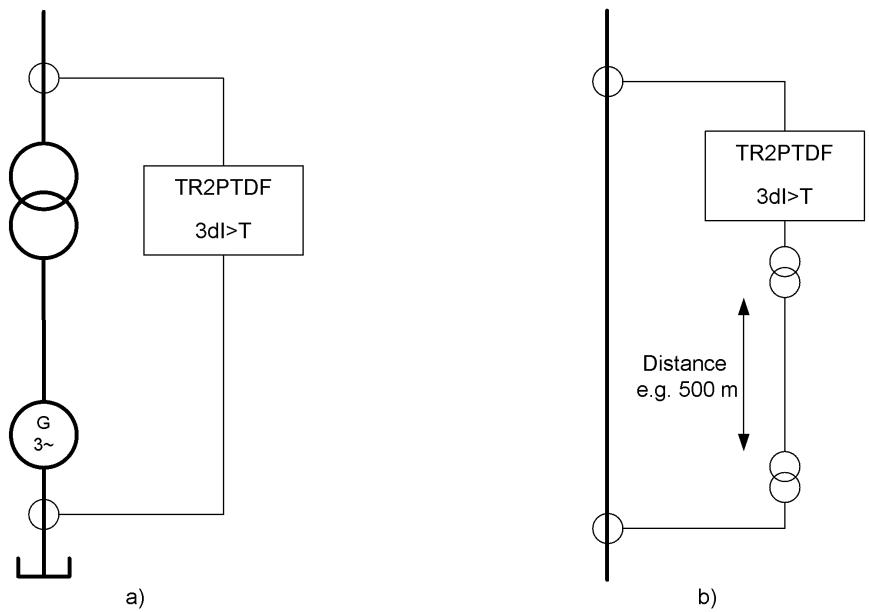 TR2PTDF
3dI>T
G
3~
a)
TR2PTDF
3dI>T
Distance
e.g. 500 m
b)